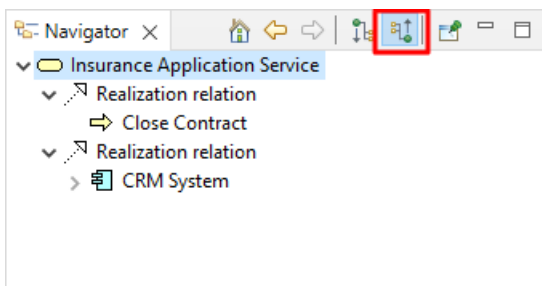 Navigator
Insurance Application Service
Realization relation
Close Contract
Realization relation
CRM System